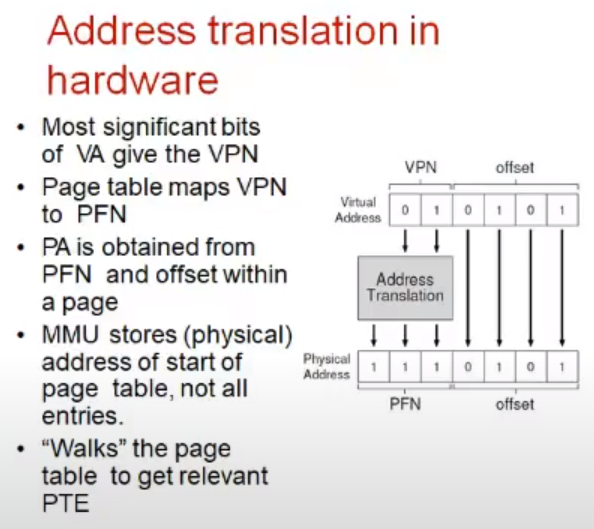 Address translation in
hardware
• Most significant bits
of VA give the VPN
• Page table maps VPN
to PFN
• PA is obtained from
PFN and offset within
a page
• MMU stores (physical)
address of start of
page table, not all
entries.
• “Walks” the page
table to get relevant
PTE
VPN offset
Virtual
Address
0 1 0 1 0 1
Address
Translation
Physical
Address
1 1 1 0 1 0 1
PFN offset